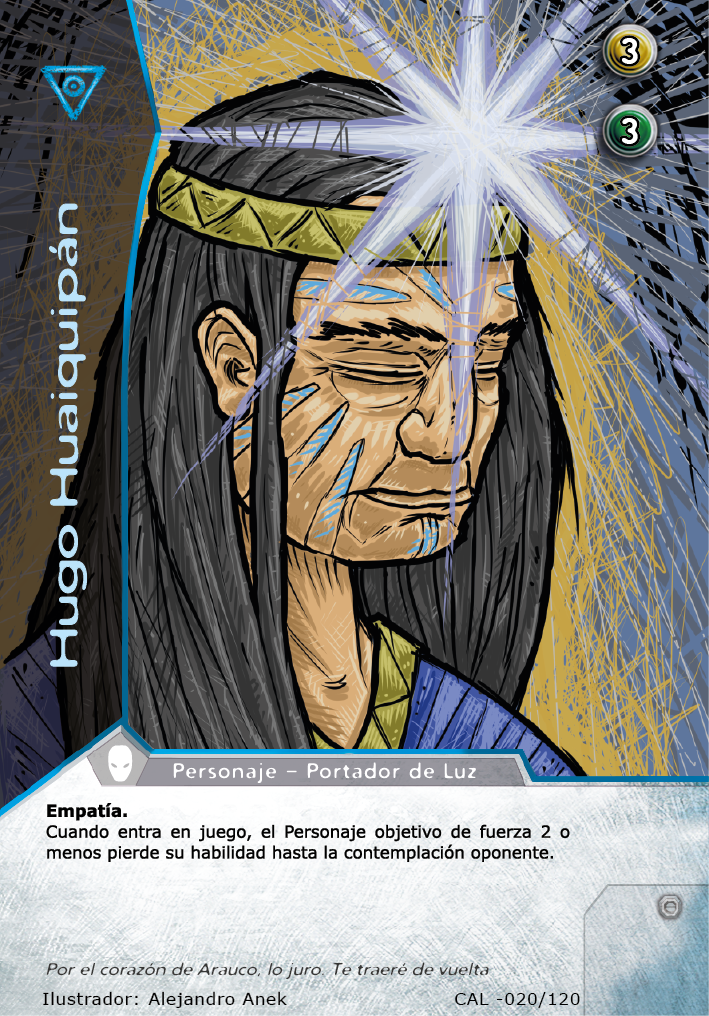 3
3
Hugo Huaiquipán
Personaje – Portador de Luz
Empatía.
Cuando entra en juego, el Personaje objetivo de fuerza 2 o
menos pierde su habilidad hasta la contemplación oponente.
Por el corazón de Arauco, lo juro. Te traeré de vuelta
Ilustrador: Alejandro Anek CAL -020/120